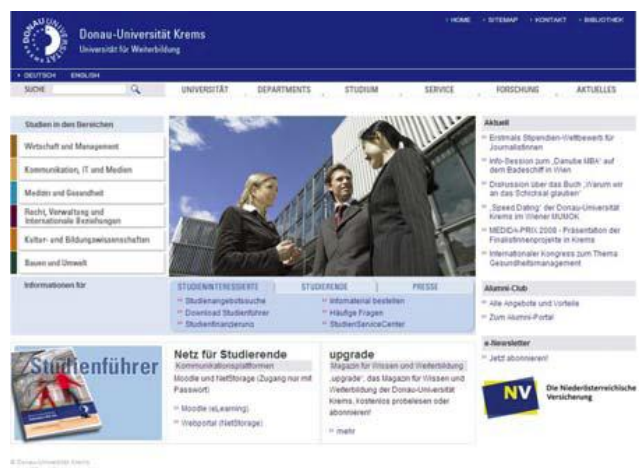 DONAU UNIVERSITÄT
Donau-Universität Krems
Universität für Weiterbildung
HOME SITEMAP KONTAKT BIBLIOTHEK
DEUTSCH ENGLISH
SUCHE UNIVERSITÄT DEPARTMENTS STUDIUM SERVICE FORSCHUNG AKTUELLES
Studien in den Bereichen
Wirtschaft und Management
Kommunikation, IT und Medien
Medizin und Gesundheit
Recht, Verwaltung und
internationale Beziehungen
Kultur- und Bildungswissenschaften
Bauen und Umwelt
Informationen für
STUDIENINTERESSIERTE | STUDIERENDE | PRESSE
Studienangebotssuche
Download Studienführer
Studienfinanzierung
Infomaterial bestellen
Häufige Fragen
StudienServiceCenter
Aktuell
Erstmals Stipendien-Wettbewerb für
JournalistInnen
Info-Session zum „Danube MBA" auf
dem Badeschiff in Wien
Diskussion über das Buch „Warum wir
an das Schicksal glauben"
„Speed Dating" der Donau-Universität
Krems im Wiener MUMOK
MEDIDA-PRIX 2008 - Präsentation der
FinalistInnenprojekte in Krems
Internationaler Kongress zum Thema
Gesundheitsmanagement
Alumni-Club
Alle Angebote und Vorteile
Zum Alumni-Portal
e-Newsletter
Jetzt abonnieren!
Studienführer
Netz für Studierende
Kommunikationsplattformen
Moodle und NetStorage (Zugang nur mit
Passwort)
Moodle (eLearning)
Webportal (NetStorage)
upgrade
Magazin für Wissen und Weiterbildung
„upgrade", das Magazin für Wissen und
Weiterbildung der Donau-Universität
Krems, kostenlos probelesen oder
abonnieren!
mehr
NV
Die Niederösterreichische
Versicherung
© Donau-Universität Krems